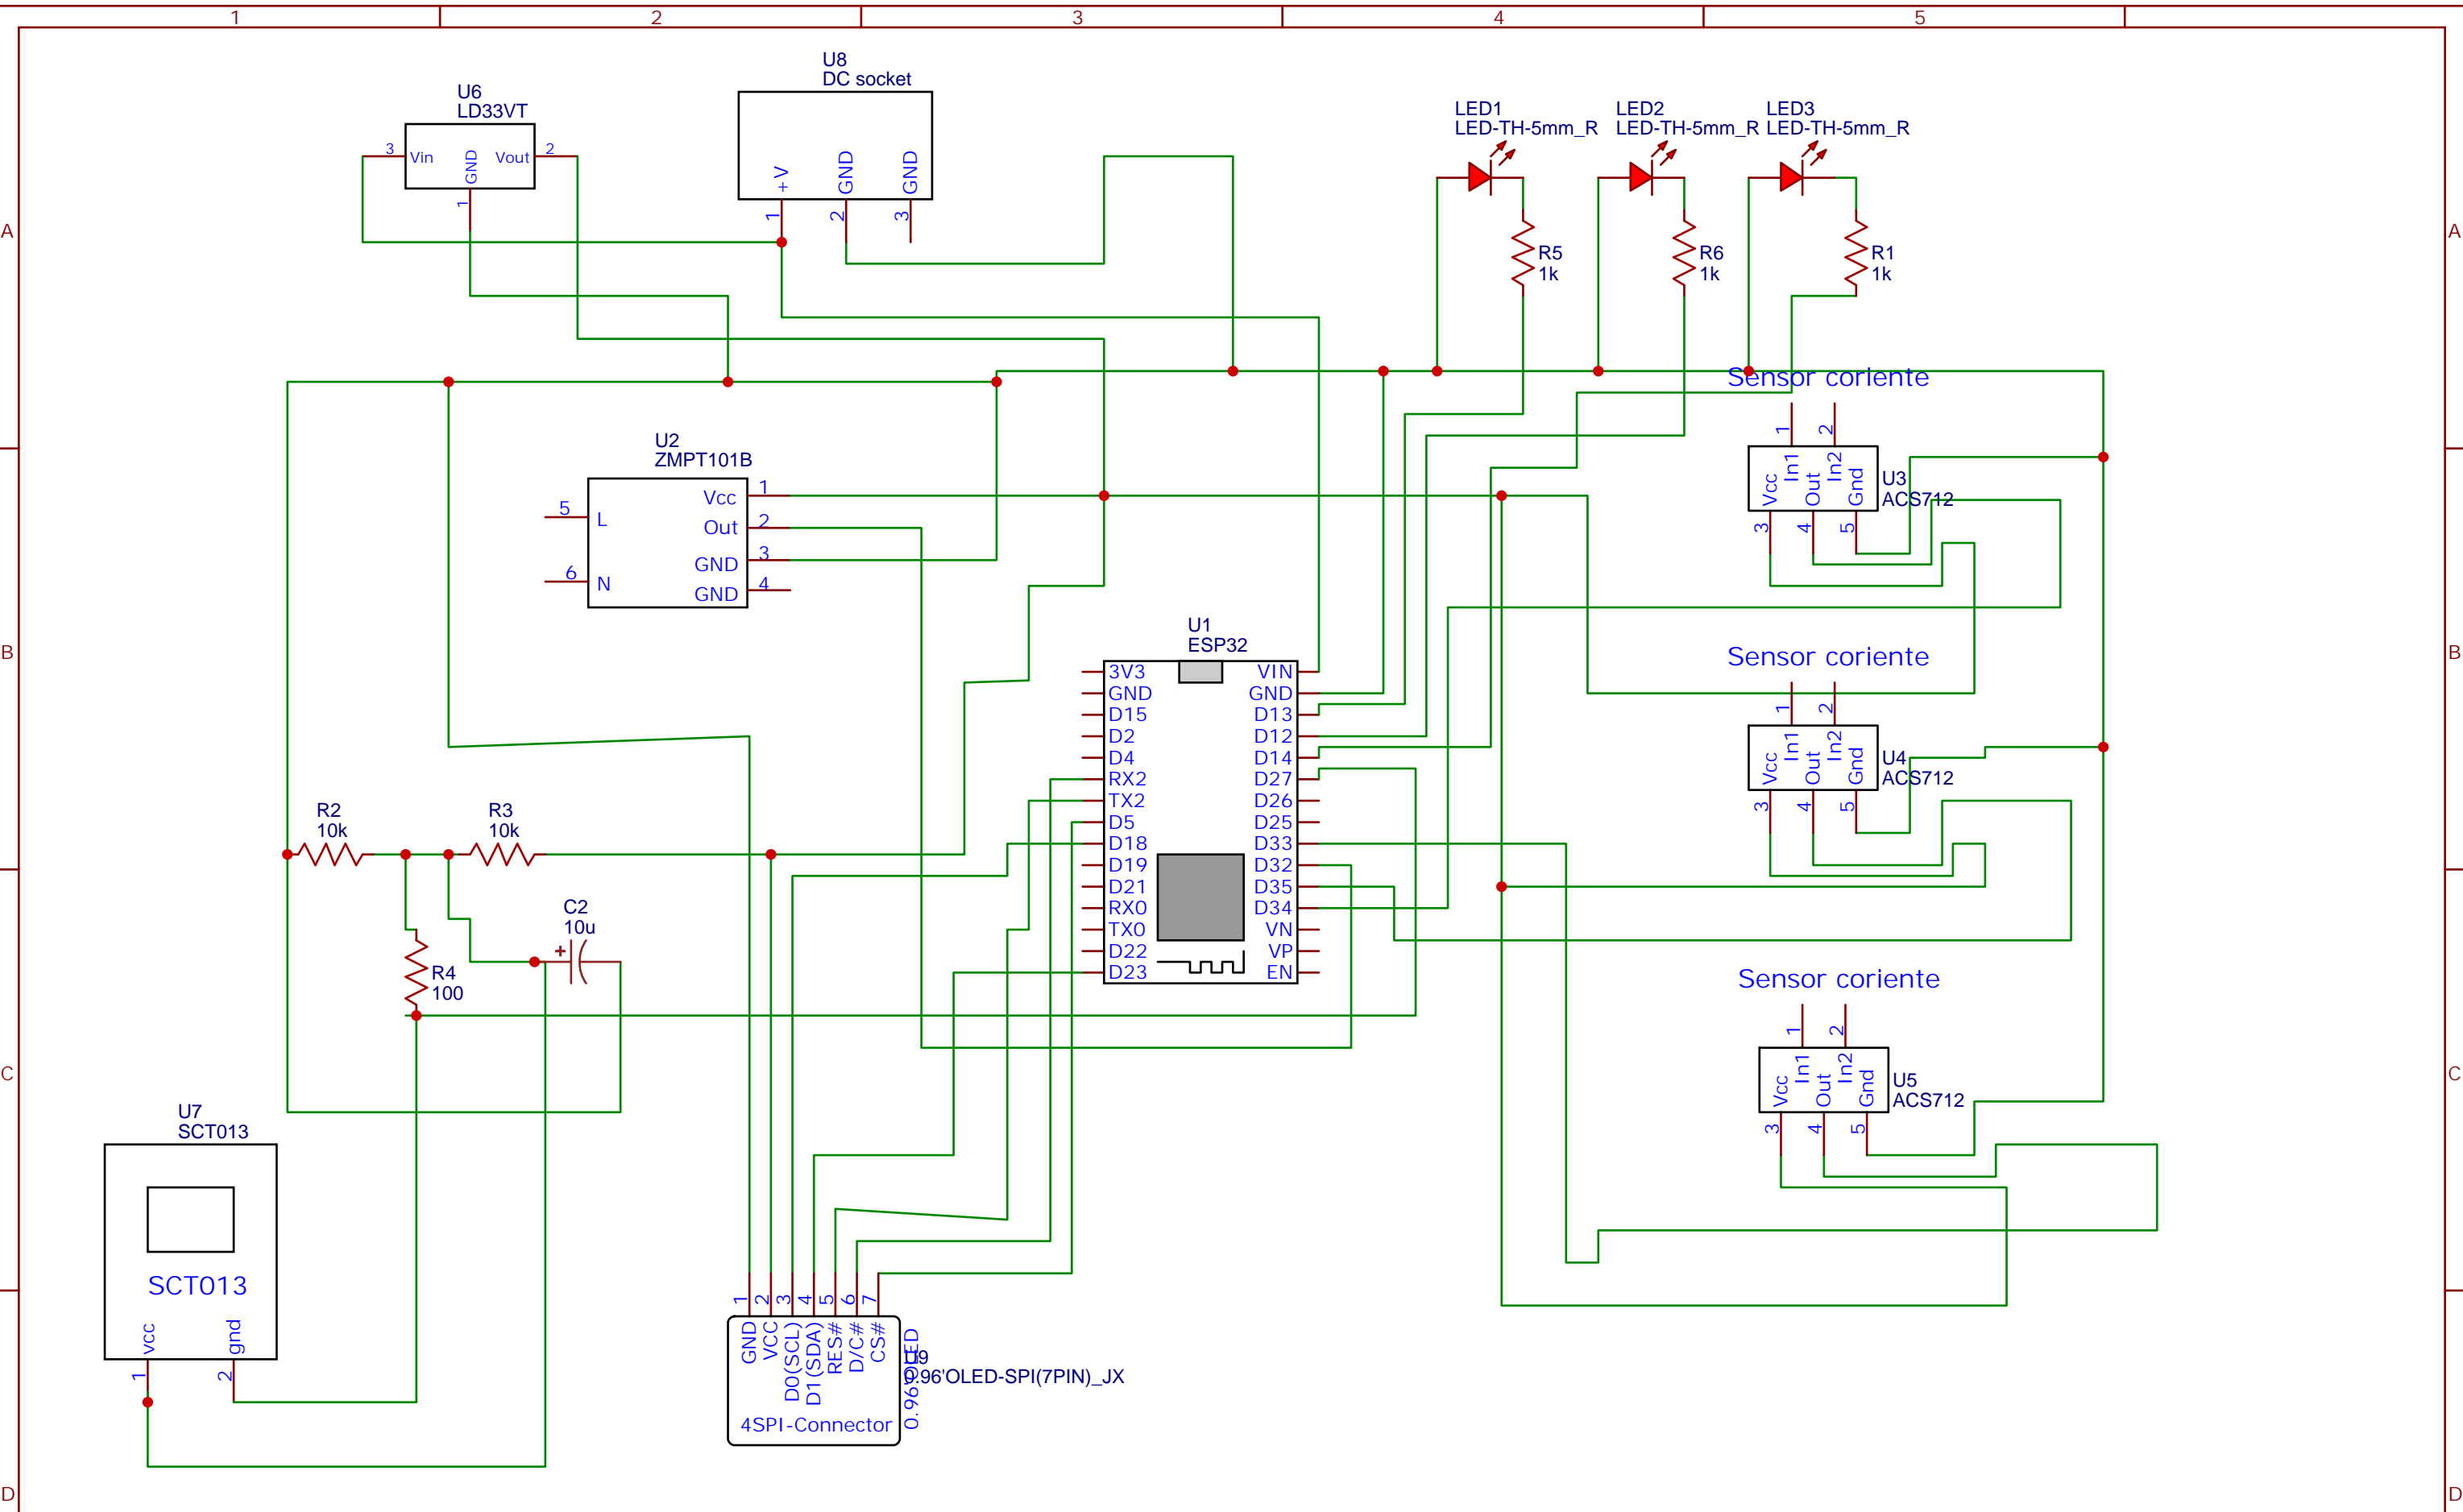 1 2 3 4 5
A A
B B
C C
D D
U6
LD33VT
3 Vin GND Vout 2
1
U8
DC socket
+V GND GND
1 2 3
LED1
LED-TH-5mm_R
LED2
LED-TH-5mm_R
LED3
LED-TH-5mm_R
R5
1k
R6
1k
R1
1k
U2
ZMPT101B
Vcc 1
5 L
Out 2
GND 3
6 N
GND 4
Sensor coriente
1 2
In1 In2
Vcc Out Gnd
3 4 5
U3
ACS712
Sensor coriente
1 2
In1 In2
Vcc Out Gnd
3 4 5
U4
ACS712
Sensor coriente
1 2
In1 In2
Vcc Out Gnd
3 4 5
U5
ACS712
U1
ESP32
3V3 VIN
GND GND
D15 D13
D2 D12
D4 D14
RX2 D27
TX2 D26
D5 D25
D18 D33
D19 D32
D21 D35
RX0 D34
TX0 VN
D22 VP
D23 EN
R2
10k
R3
10k
C2
10u
+
R4
100
U7
SCT013
SCT013
vcc gnd
1 2
1 2 3 4 5 6 7
GND
VCC
D0(SCL)
D1(SDA)
RES#
D/C#
CS#
0.96'OLED
U9
0.96'OLED-SPI(7PIN)_JX
4SPI-Connector